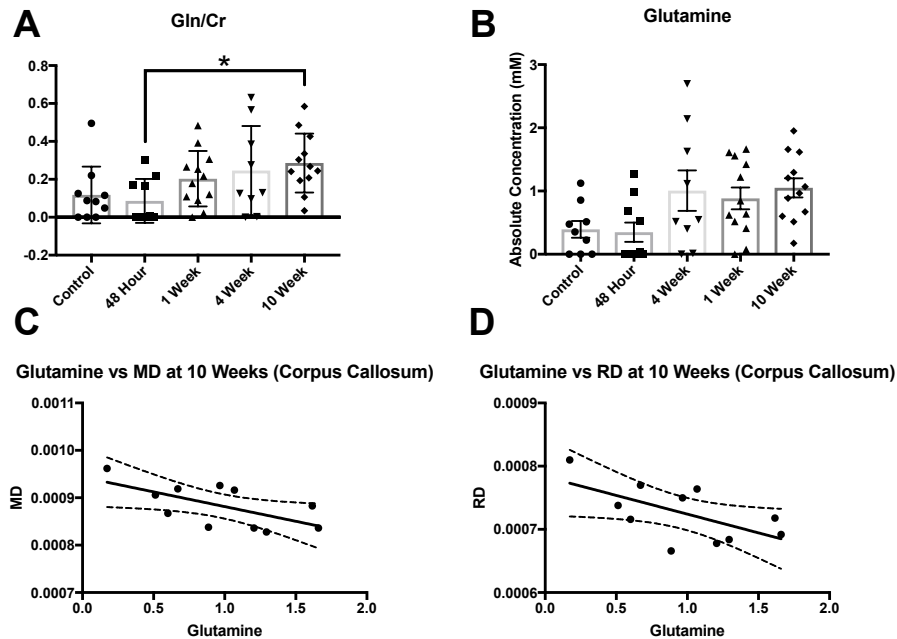 A
Gln/Cr
0.8
0.6
0.4
0.2
0.0
-0.2
*
Control
48 Hour
1 Week
4 Week
10 Week
B
Glutamine
Absolute Concentration (mM)
3
2
1
0
Control
48 Hour
4 Week
1 Week
10 Week
C
Glutamine vs MD at 10 Weeks (Corpus Callosum)
MD
0.0011
0.0010
0.0009
0.0008
0.0007
0.0
0.5
1.0
1.5
2.0
Glutamine
D
Glutamine vs RD at 10 Weeks (Corpus Callosum)
RD
0.0009
0.0008
0.0007
0.0006
0.0
0.5
1.0
1.5
2.0
Glutamine